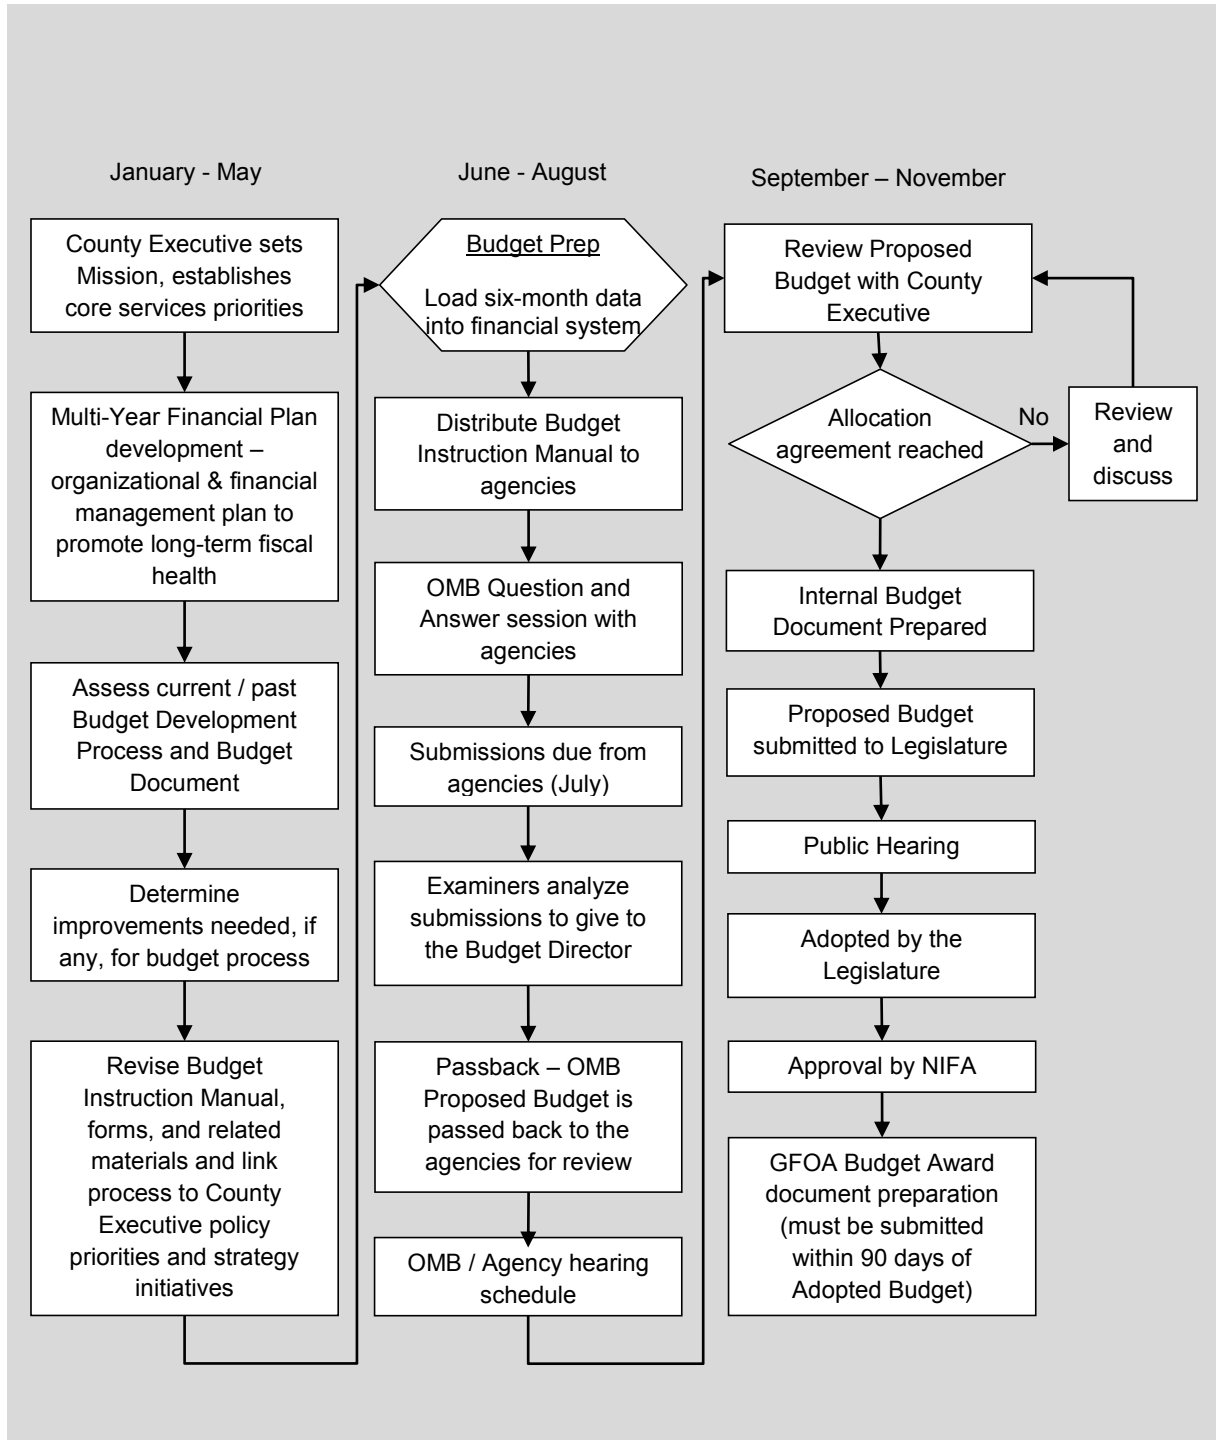 January - May
County Executive sets
Mission, establishes
core services priorities
Multi-Year Financial Plan
development –
organizational & financial
management plan to
promote long-term fiscal
health
Assess current / past
Budget Development
Process and Budget
Document
Determine
improvements needed, if
any, for budget process
Revise Budget
Instruction Manual,
forms, and related
materials and link
process to County
Executive policy
priorities and strategy
initiatives
June - August
Budget Prep
Load six-month data
into financial system
Distribute Budget
Instruction Manual to
agencies
OMB Question and
Answer session with
agencies
Submissions due from
agencies (July)
Examiners analyze
submissions to give to
the Budget Director
Passback – OMB
Proposed Budget is
passed back to the
agencies for review
OMB / Agency hearing
schedule
September – November
Review Proposed
Budget with County
Executive
Allocation
agreement reached
No
Review
and
discuss
Internal Budget
Document Prepared
Proposed Budget
submitted to Legislature
Public Hearing
Adopted by the
Legislature
Approval by NIFA
GFOA Budget Award
document preparation
(must be submitted
within 90 days of
Adopted Budget)